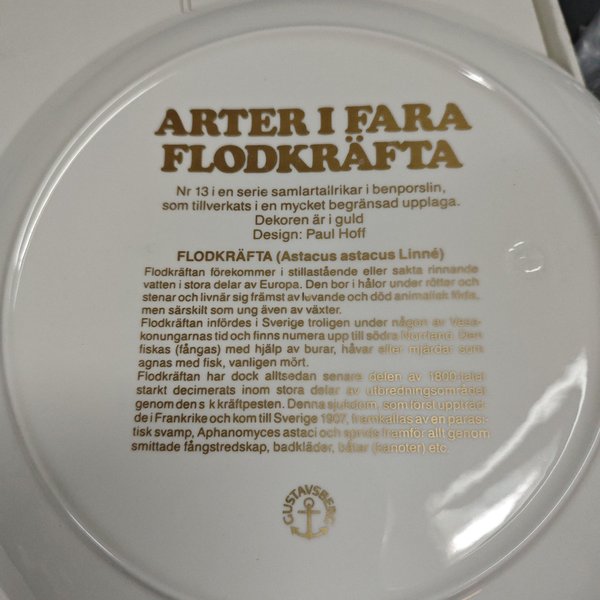 ARTER I FARA
FLODKRÄFTA
Nr 13 i en serie samlartallrikar i benporslin,
som tillverkats i en mycket begränsad upplaga.
Dekoren är i guld
Design: Paul Hoff
FLODKRÄFTA (Astacus astacus Linné)
Flodkräftan förekommer i stillastående eller sakta rinnande
vatten i stora delar av Europa. Den bor i hålor under rötter och
stenar och livnär sig främst av levande och död animalisk föda,
men särskilt som ung även av växter.
Flodkräftan infördes i Sverige troligen under någon av Vasa-
konungarnas tid och finns numera upp till södra Norrland. Den
fiskas (fångas) med hjälp av burar, håvar eller mjärdar som
agnas med fisk, vanligen mört.
Flodkräftan har dock alltsedan senare delen av 1800-talet
starkt decimerats inom stora delar av utbredningsområdet
genom den s k kräftpesten. Denna sjukdom, som först uppträd-
de i Frankrike och kom till Sverige 1907, framkallas av en parasi-
tisk svamp, Aphanomyces astaci och sprids framför allt genom
smittade fångstredskap, badkläder, båtar (kanoter) etc.
GUSTAVSBERG